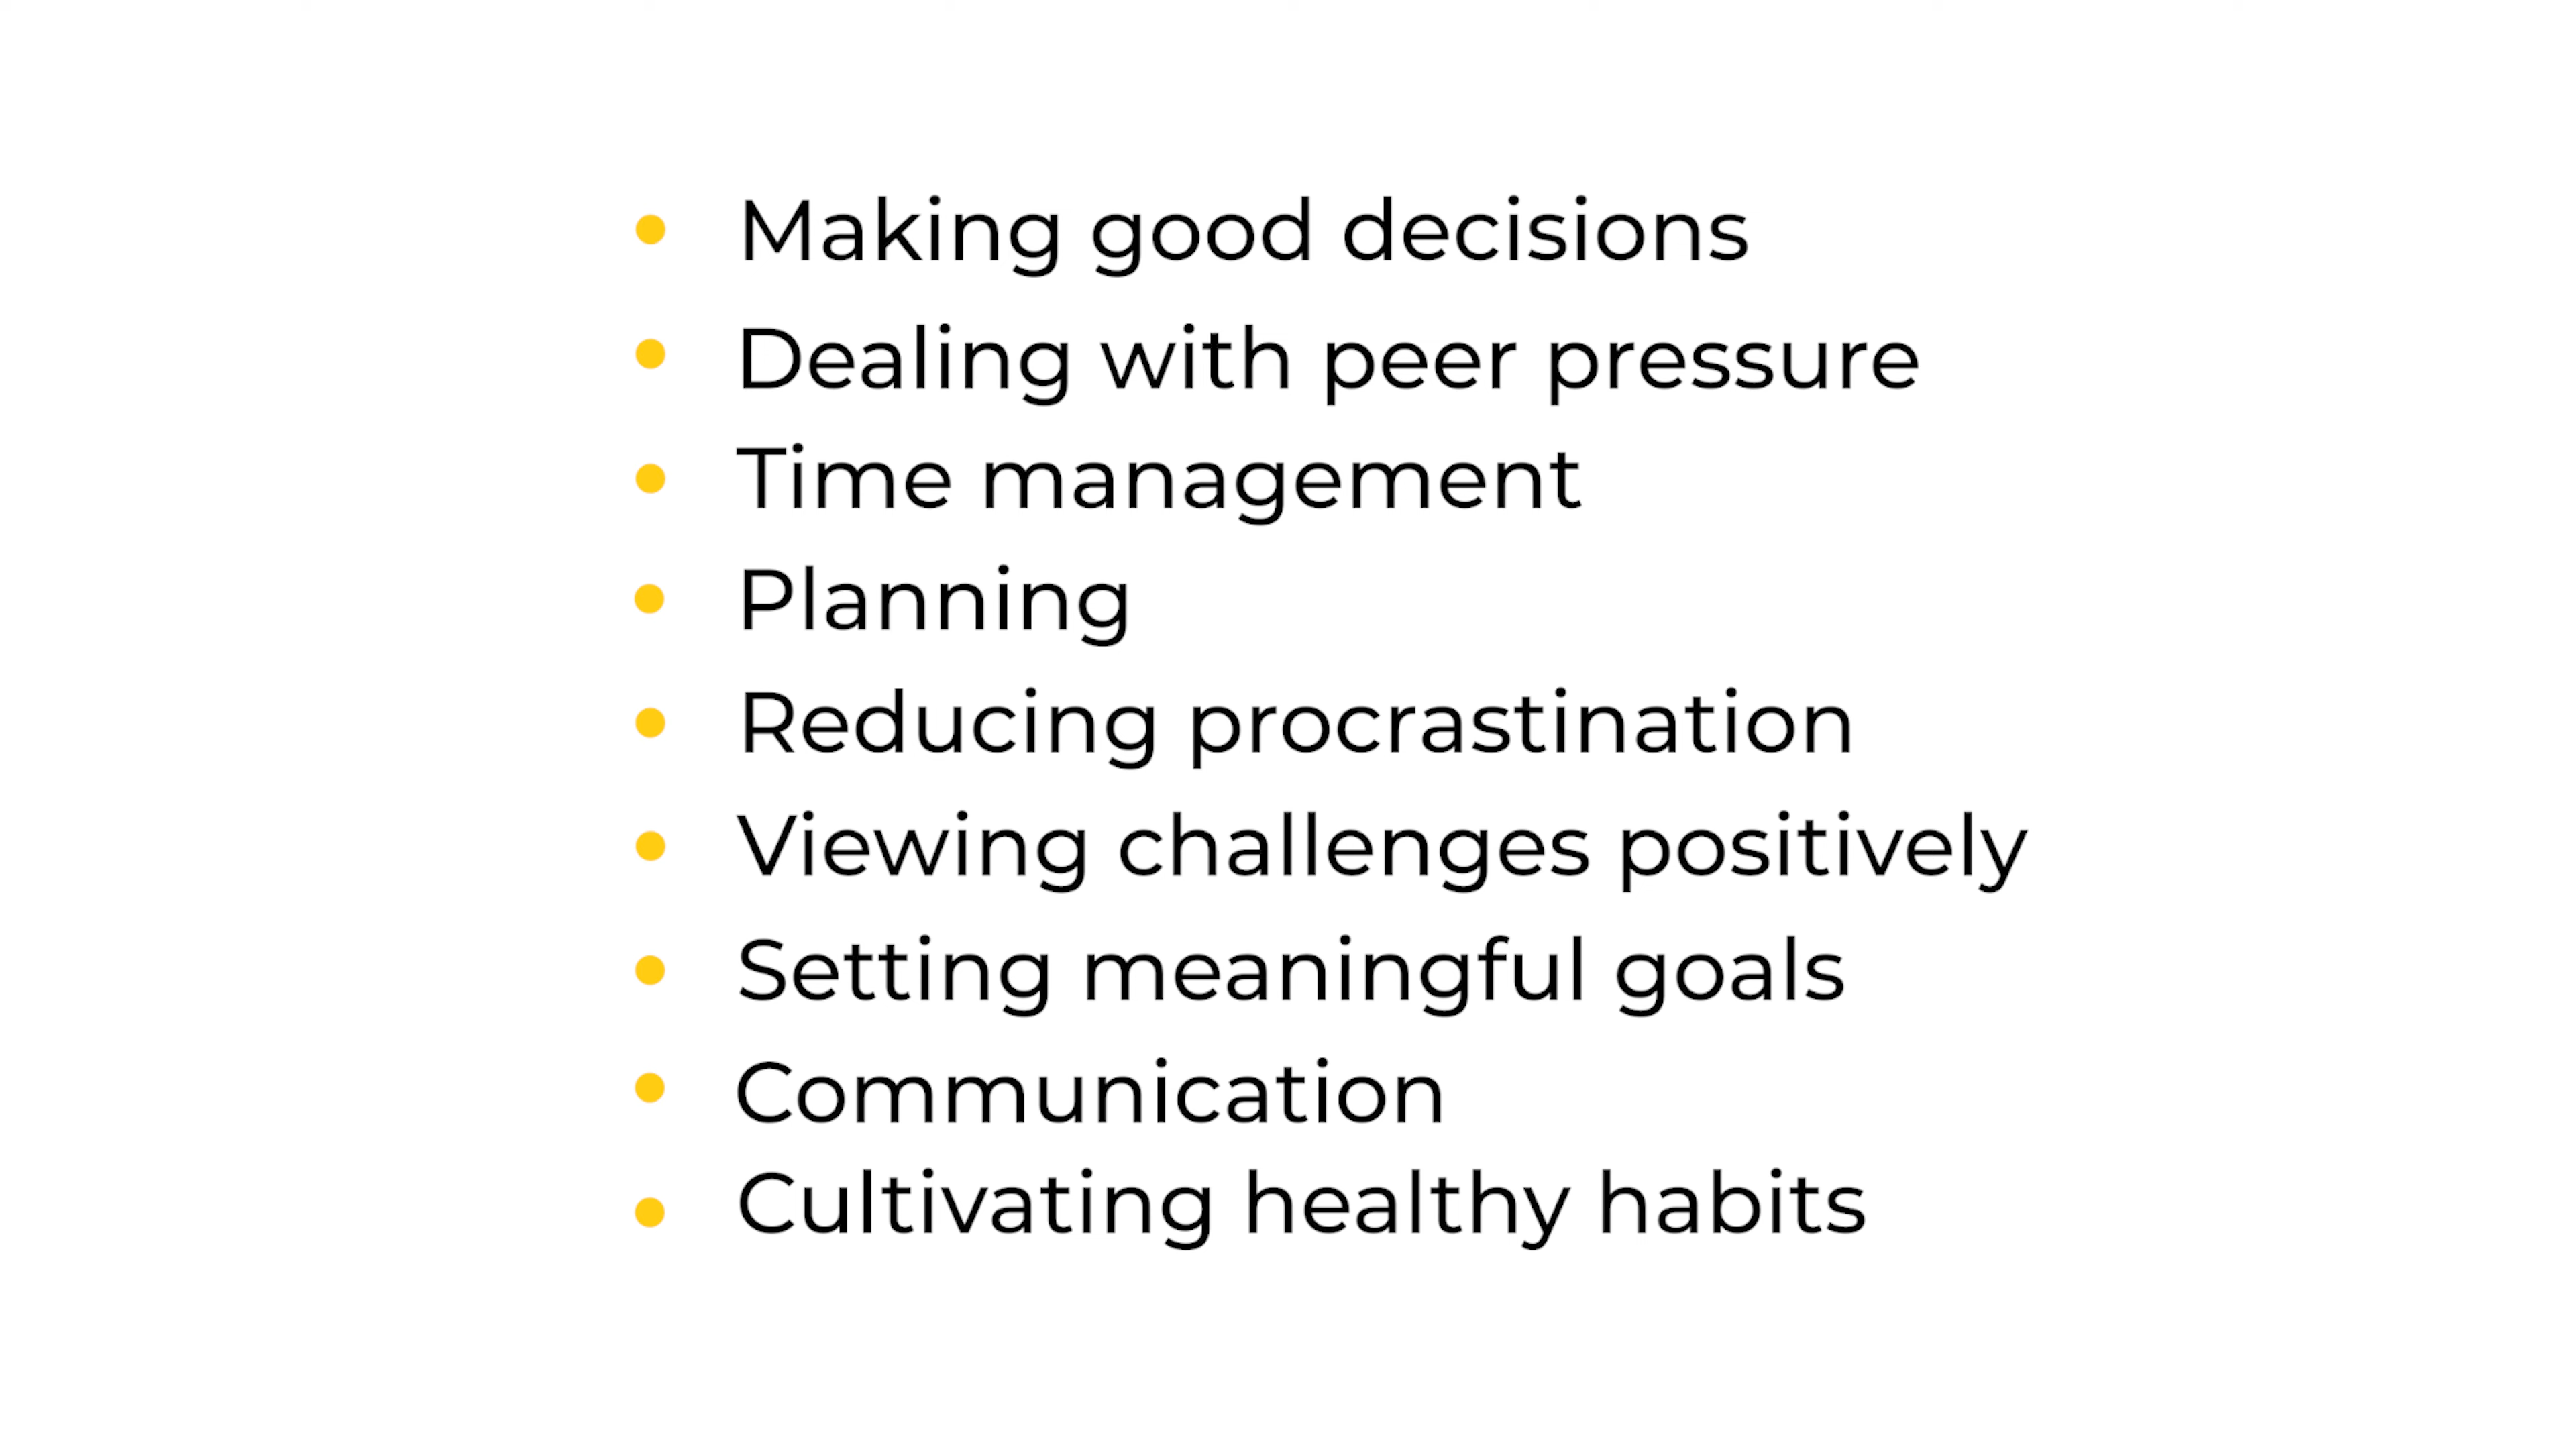 Making good decisions
Dealing with peer pressure
Time management
Planning
Reducing procrastination
Viewing challenges positively
Setting meaningful goals
Communication
Cultivating healthy habits